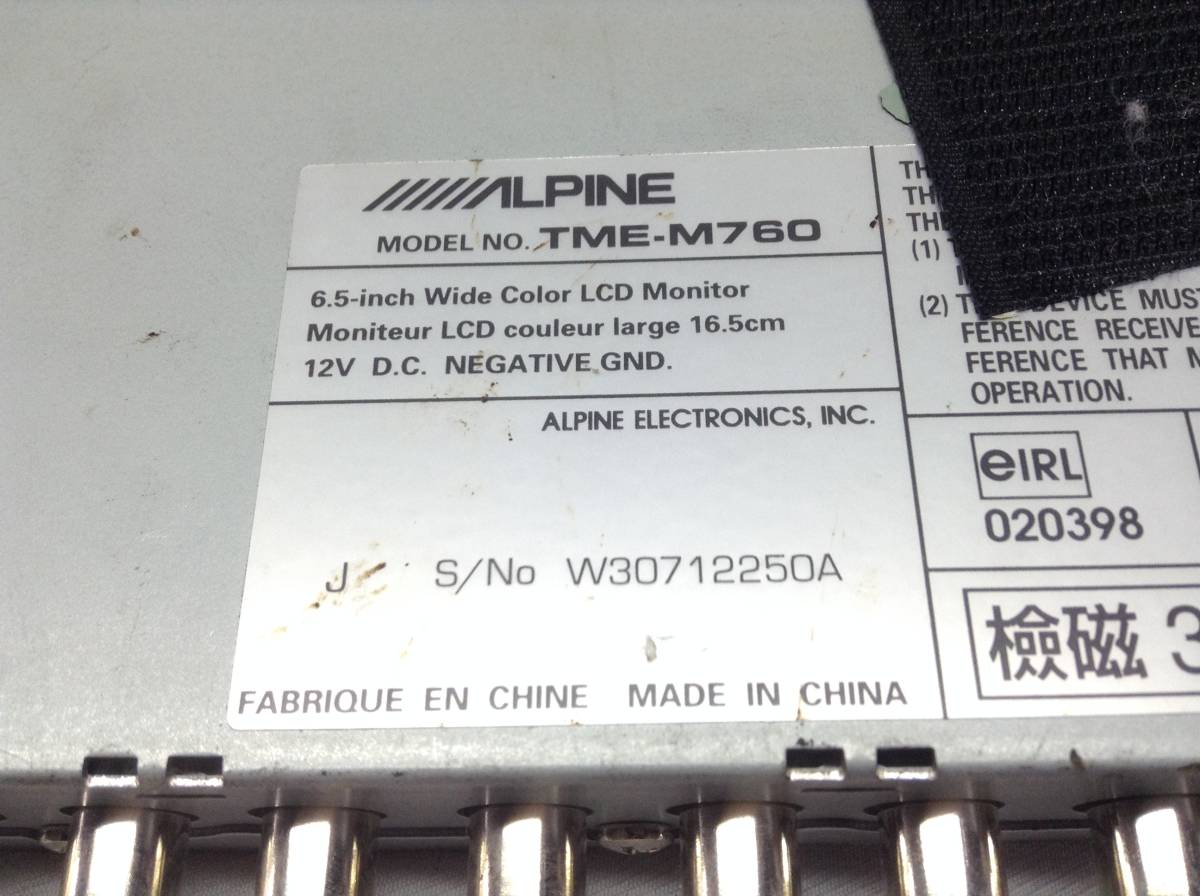 ALPINE
MODEL NO. TME-M760
6.5-inch Wide Color LCD Monitor
Moniteur LCD couleur large 16.5cm
12V D.C. NEGATIVE GND.
ALPINE ELECTRONICS, INC.
J S/No W30712250A
FABRIQUE EN CHINE MADE IN CHINA
(1)
(2) DEVICE MUST
FERENCE RECEIVE
FERENCE THAT
OPERATION.
eIRL
020398
檢磁 3